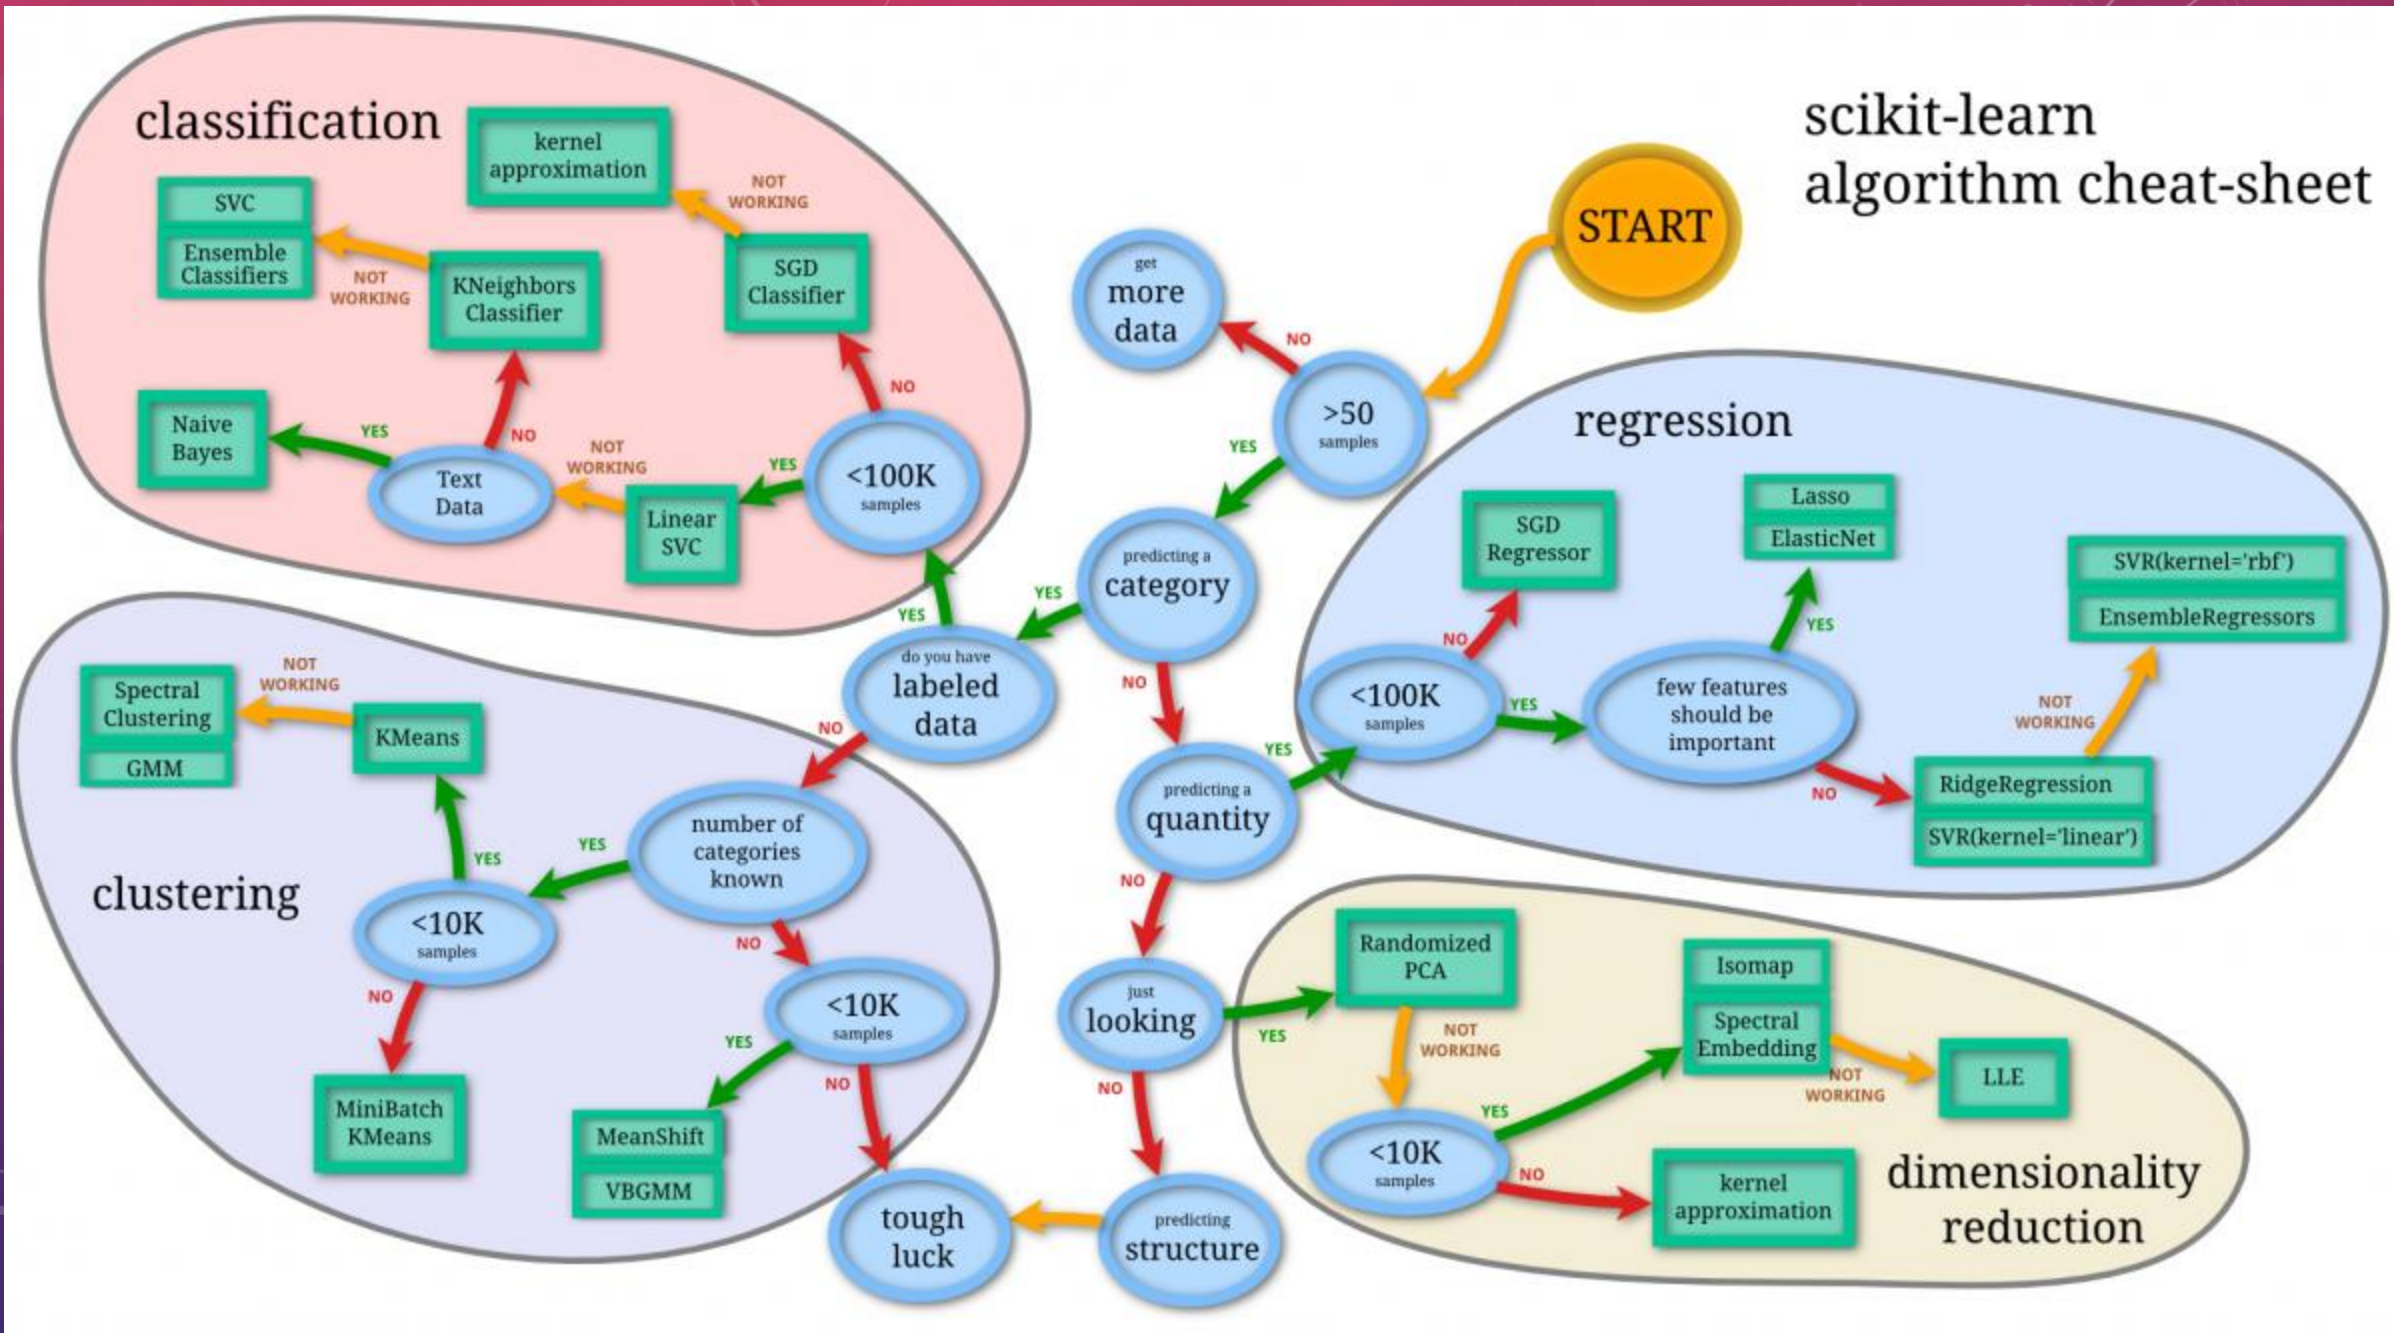 scikit-learn
algorithm cheat-sheet
START
get
more
data
NO
>50
samples
YES
predicting a
category
YES
NO
do you have
labeled
data
YES
NO
predicting a
quantity
YES
NO
just
looking
YES
NO
predicting
structure
tough
luck
classification
kernel
approximation
NOT
WORKING
SVC
Ensemble
Classifiers
NOT
WORKING
KNeighbors
Classifier
SGD
Classifier
NO
Naive
Bayes
YES
NO
Text
Data
NOT
WORKING
Linear
SVC
YES
<100K
samples
regression
SGD
Regressor
Lasso
ElasticNet
SVR(kernel='rbf')
EnsembleRegressors
NO
YES
<100K
samples
YES
few features
should be
important
NOT
WORKING
NO
RidgeRegression
SVR(kernel='linear')
clustering
Spectral
Clustering
GMM
NOT
WORKING
KMeans
YES
number of
categories
known
YES
NO
<10K
samples
NO
MiniBatch
KMeans
<10K
samples
YES
NO
MeanShift
VBGMM
dimensionality
reduction
Randomized
PCA
NOT
WORKING
Isomap
Spectral
Embedding
NOT
WORKING
LLE
YES
<10K
samples
NO
kernel
approximation